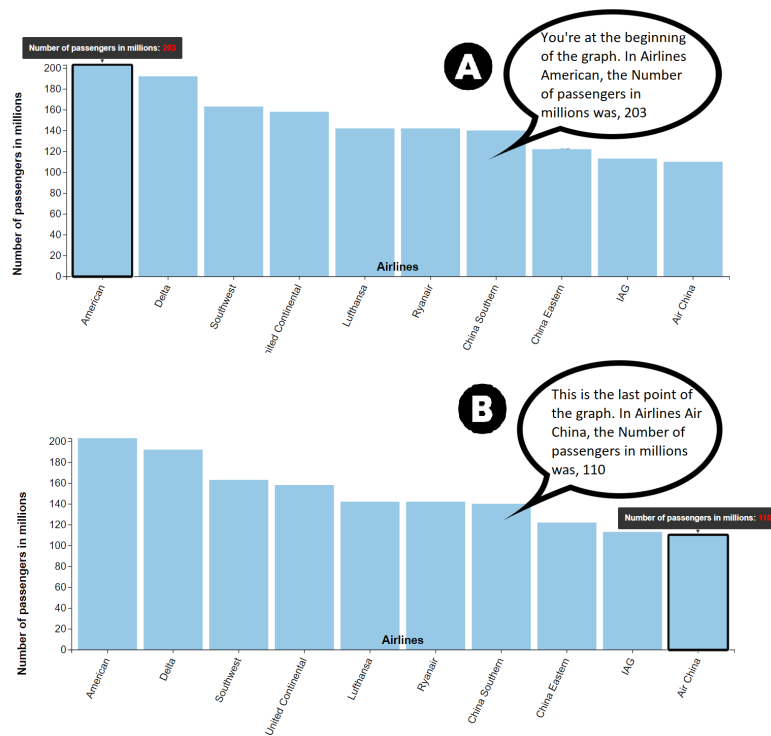 Number of passengers in millions: 203
A
You're at the beginning
of the graph. In Airlines
American, the Number
of passengers in
millions was, 203
Number of passengers in millions
200
180
160
140
120
100
80
60
40
20
0
Airlines
American
Delta
Southwest
nited Continental
Lufthansa
Ryanair
China Southern
China Eastern
IAG
Air China
B
This is the last point of
the graph. In Airlines Air
China, the Number of
passengers in millions
was, 110
Number of passengers in millions: 110
Number of passengers in millions
200
180
160
140
120
100
80
60
40
20
0
Airlines
American
Delta
Southwest
United Continental
Lufthansa
Ryanair
China Southern
China Eastern
IAG
Air China